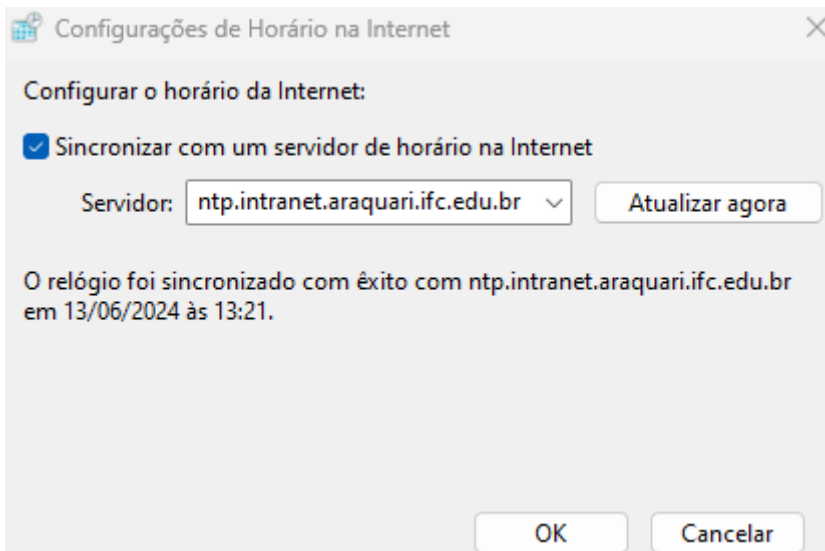 Configurações de Horário na Internet
Configurar o horário da Internet:
Sincronizar com um servidor de horário na Internet
Servidor: ntp.intranet.araquari.ifc.edu.br Atualizar agora
O relógio foi sincronizado com êxito com ntp.intranet.araquari.ifc.edu.br
em 13/06/2024 às 13:21.
OK Cancelar